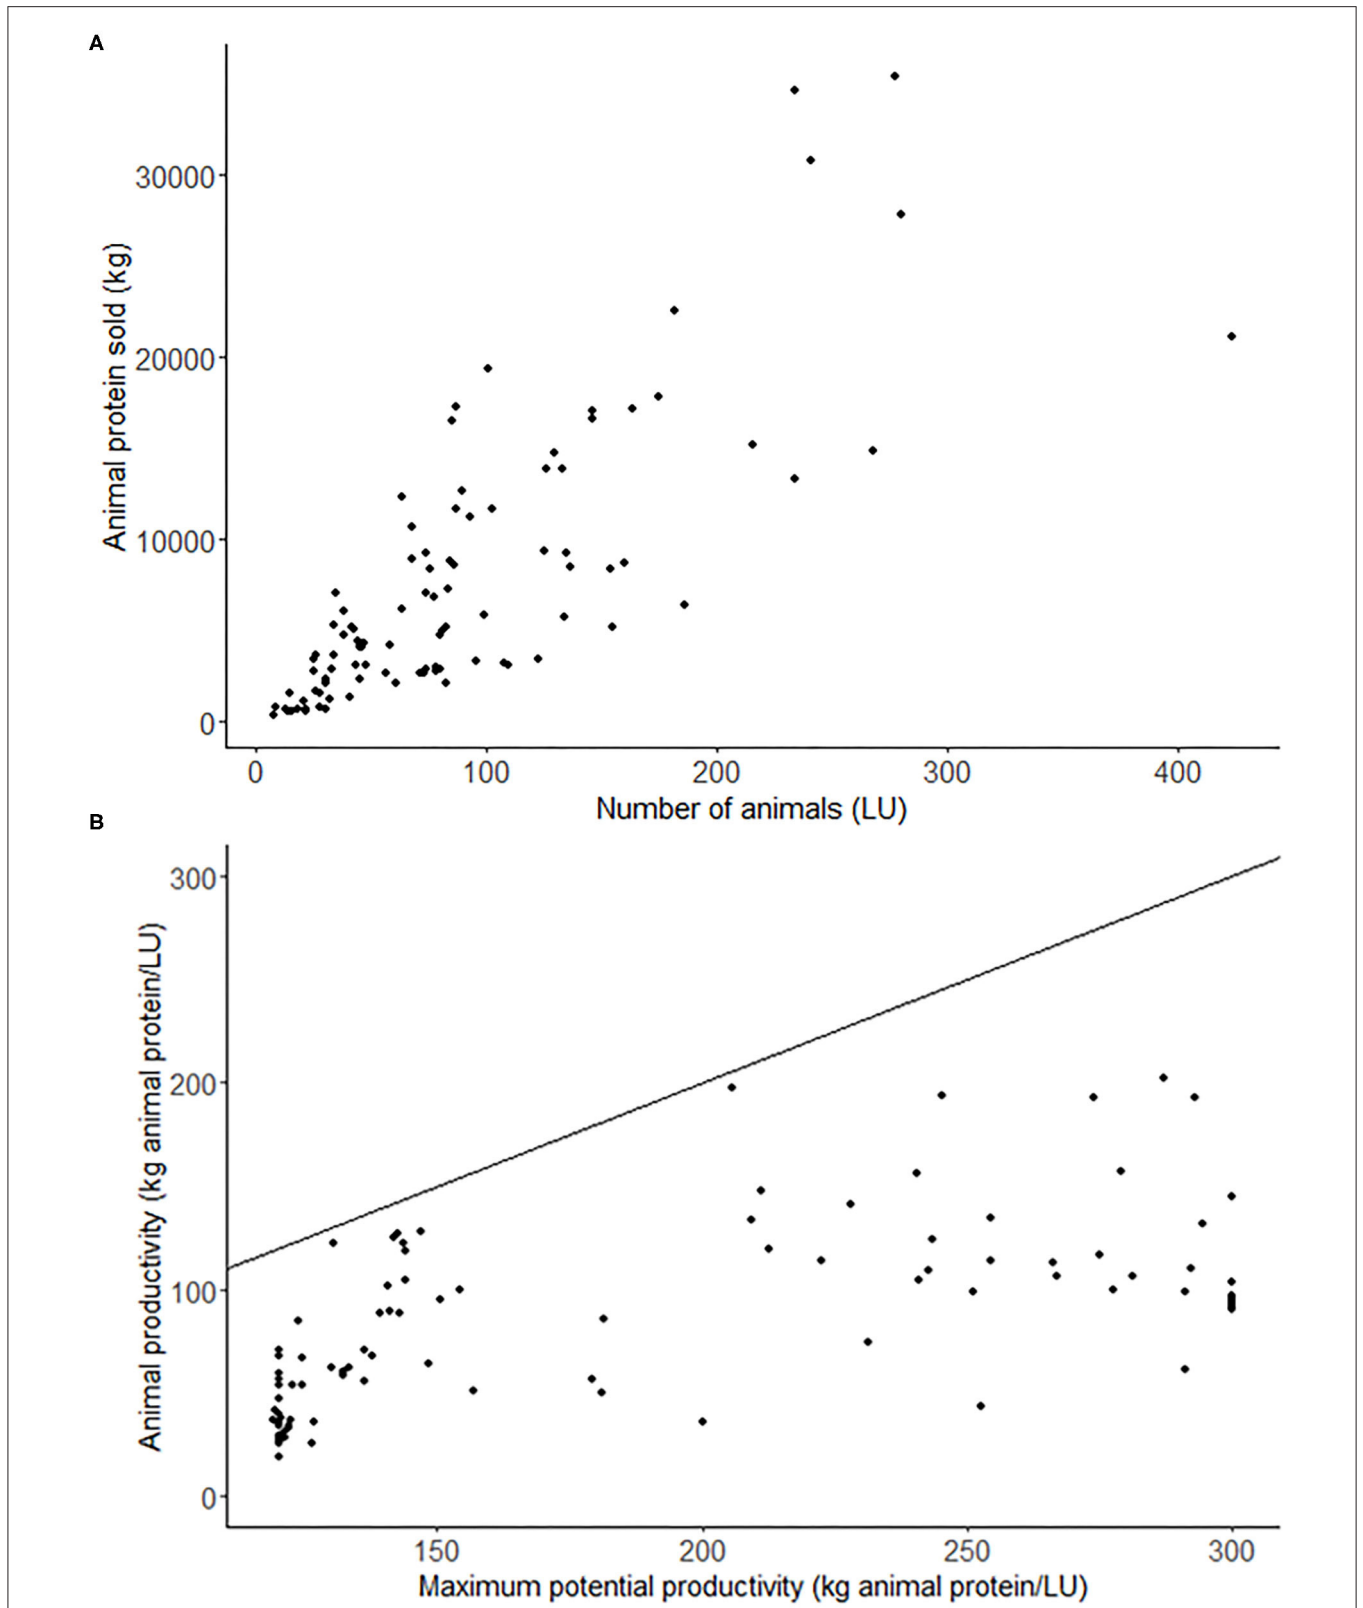 A
30000
20000
10000
0
Animal protein sold (kg)
0 100 200 300 400
Number of animals (LU)
B
300
200
100
0
Animal productivity (kg animal protein/LU)
150 200 250 300
Maximum potential productivity (kg animal protein/LU)